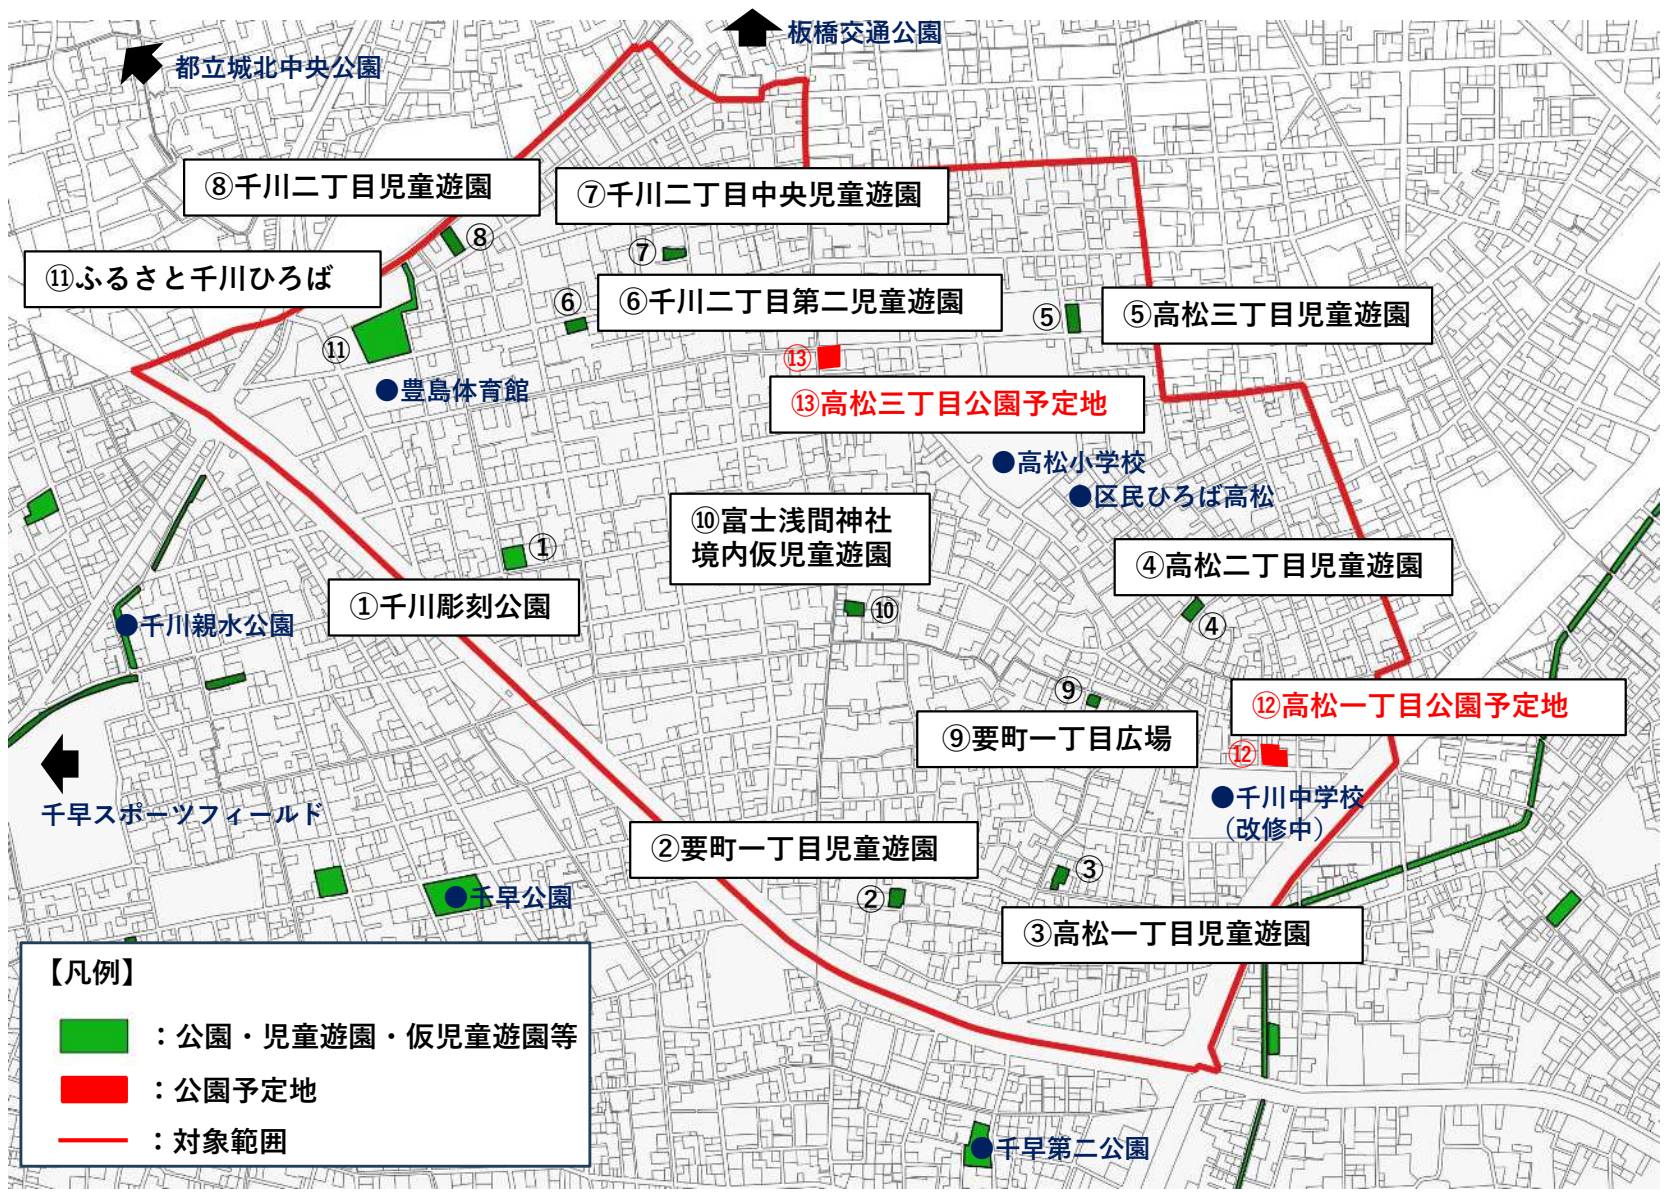 板橋交通公園
都立城北中央公園
⑧千川二丁目児童遊園
⑦千川二丁目中央児童遊園
⑧
⑦
⑪ふるさと千川ひろば
⑥千川二丁目第二児童遊園
⑥
⑤
⑤高松三丁目児童遊園
⑪
⑬
豊島体育館
⑬高松三丁目公園予定地
高松小学校
区民ひろば高松
⑩富士浅間神社
境内仮児童遊園
①
④高松二丁目児童遊園
①千川彫刻公園
⑩
④
千川親水公園
⑨
⑫高松一丁目公園予定地
⑨要町一丁目広場
⑫
千早スポーツフィールド
千川中学校
(改修中)
②要町一丁目児童遊園
③
②
千早公園
③高松一丁目児童遊園
【凡例】
:公園・児童遊園・仮児童遊園等
:公園予定地
:対象範囲
千早第二公園